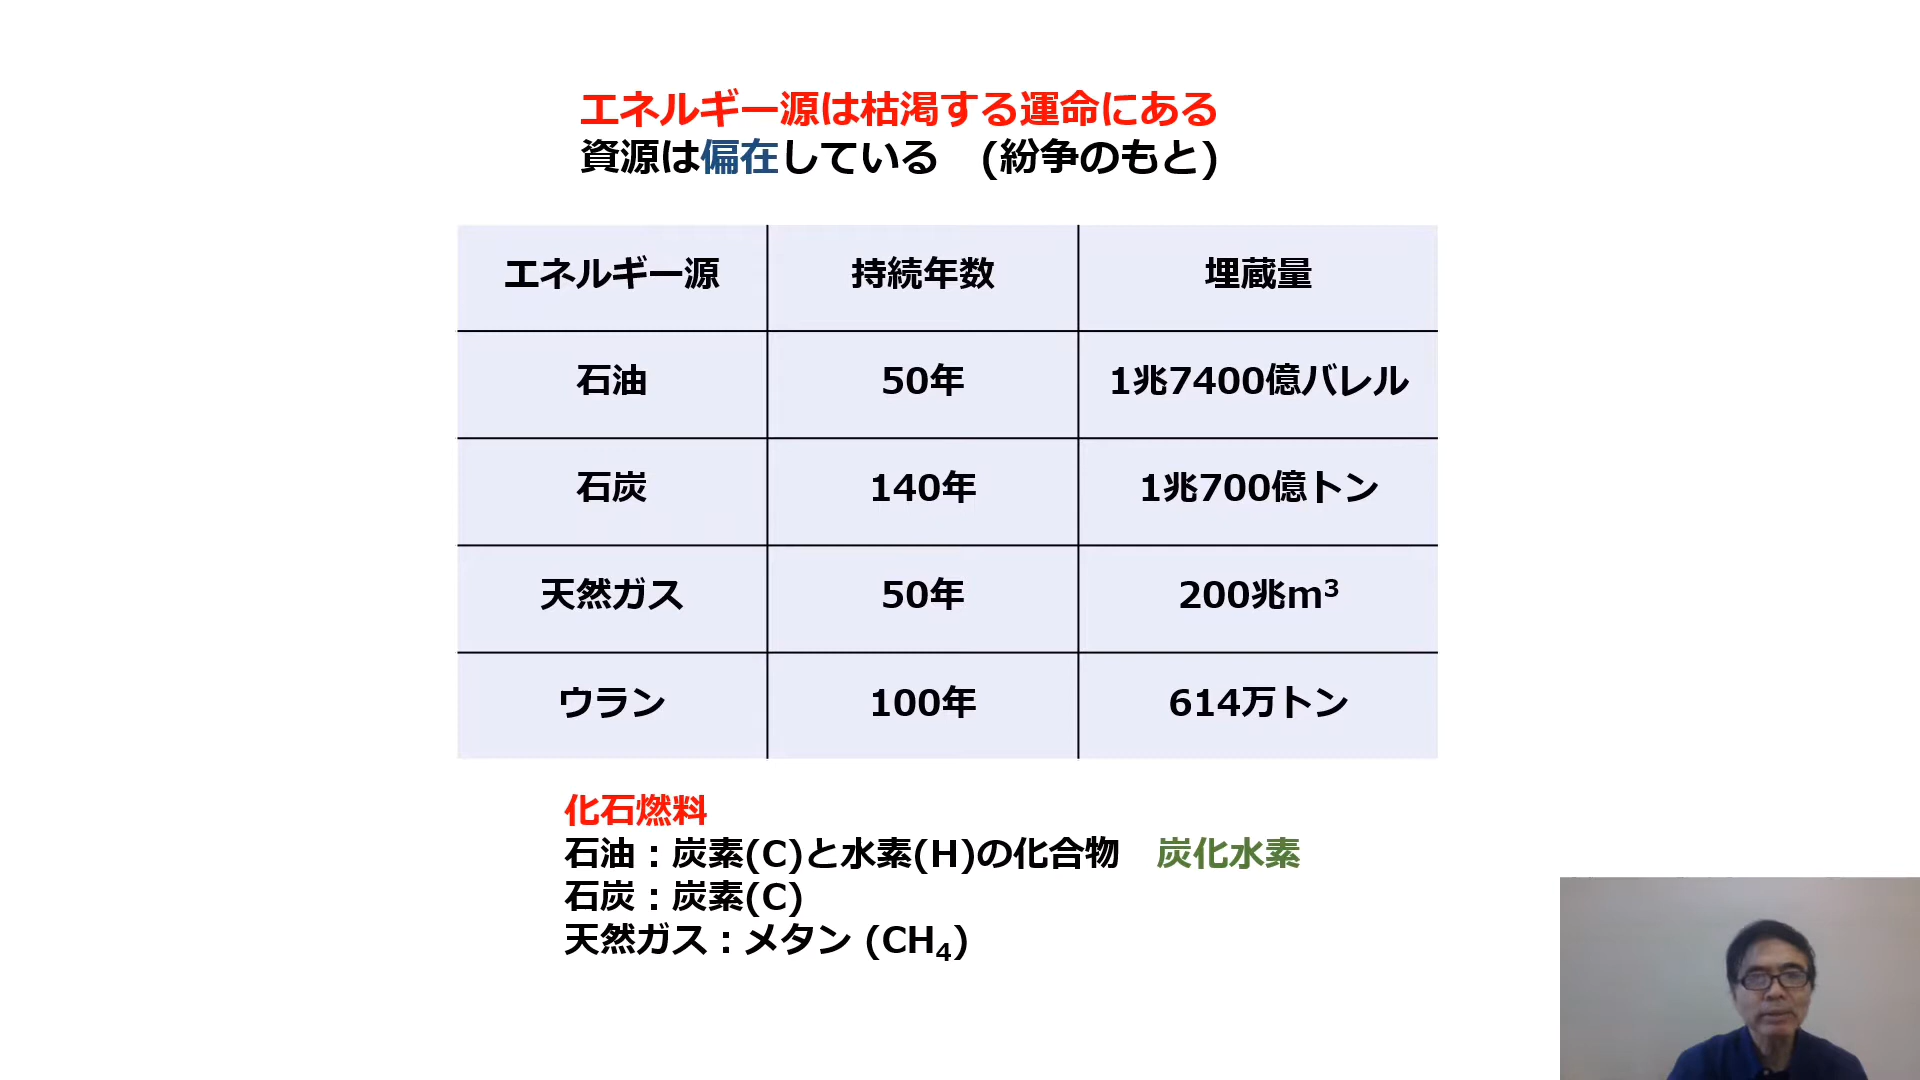 エネルギー源は枯渇する運命にある
資源は偏在している　(紛争のもと)
エネルギー源 持続年数 埋蔵量
石油 50年 1兆7400億バレル
石炭 140年 1兆700億トン
天然ガス 50年 200兆m³
ウラン 100年 614万トン
化石燃料
石油：炭素(C)と水素(H)の化合物　炭化水素
石炭：炭素(C)
天然ガス：メタン (CH₄)